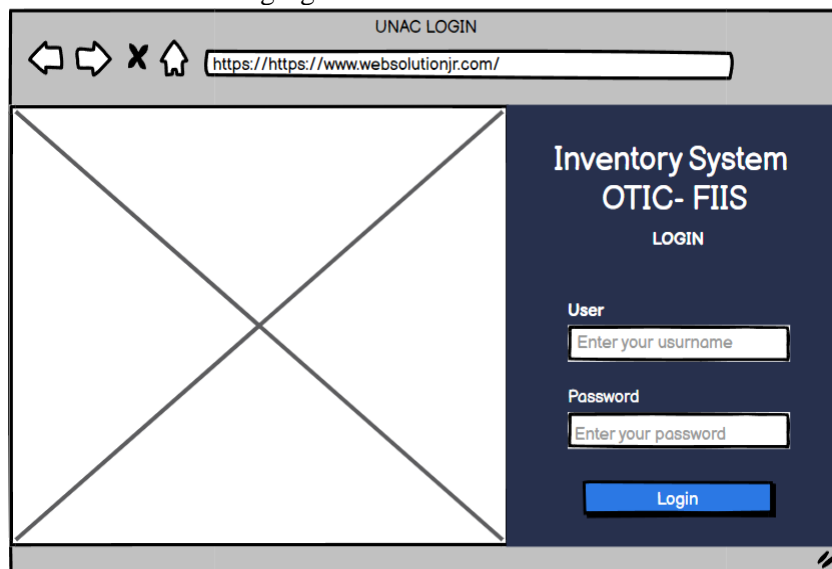 UNAC LOGIN
https://https://www.websolutionjr.com/
Inventory System
OTIC- FIIS
LOGIN
User
Enter your usurname
Password
Enter your password
Login